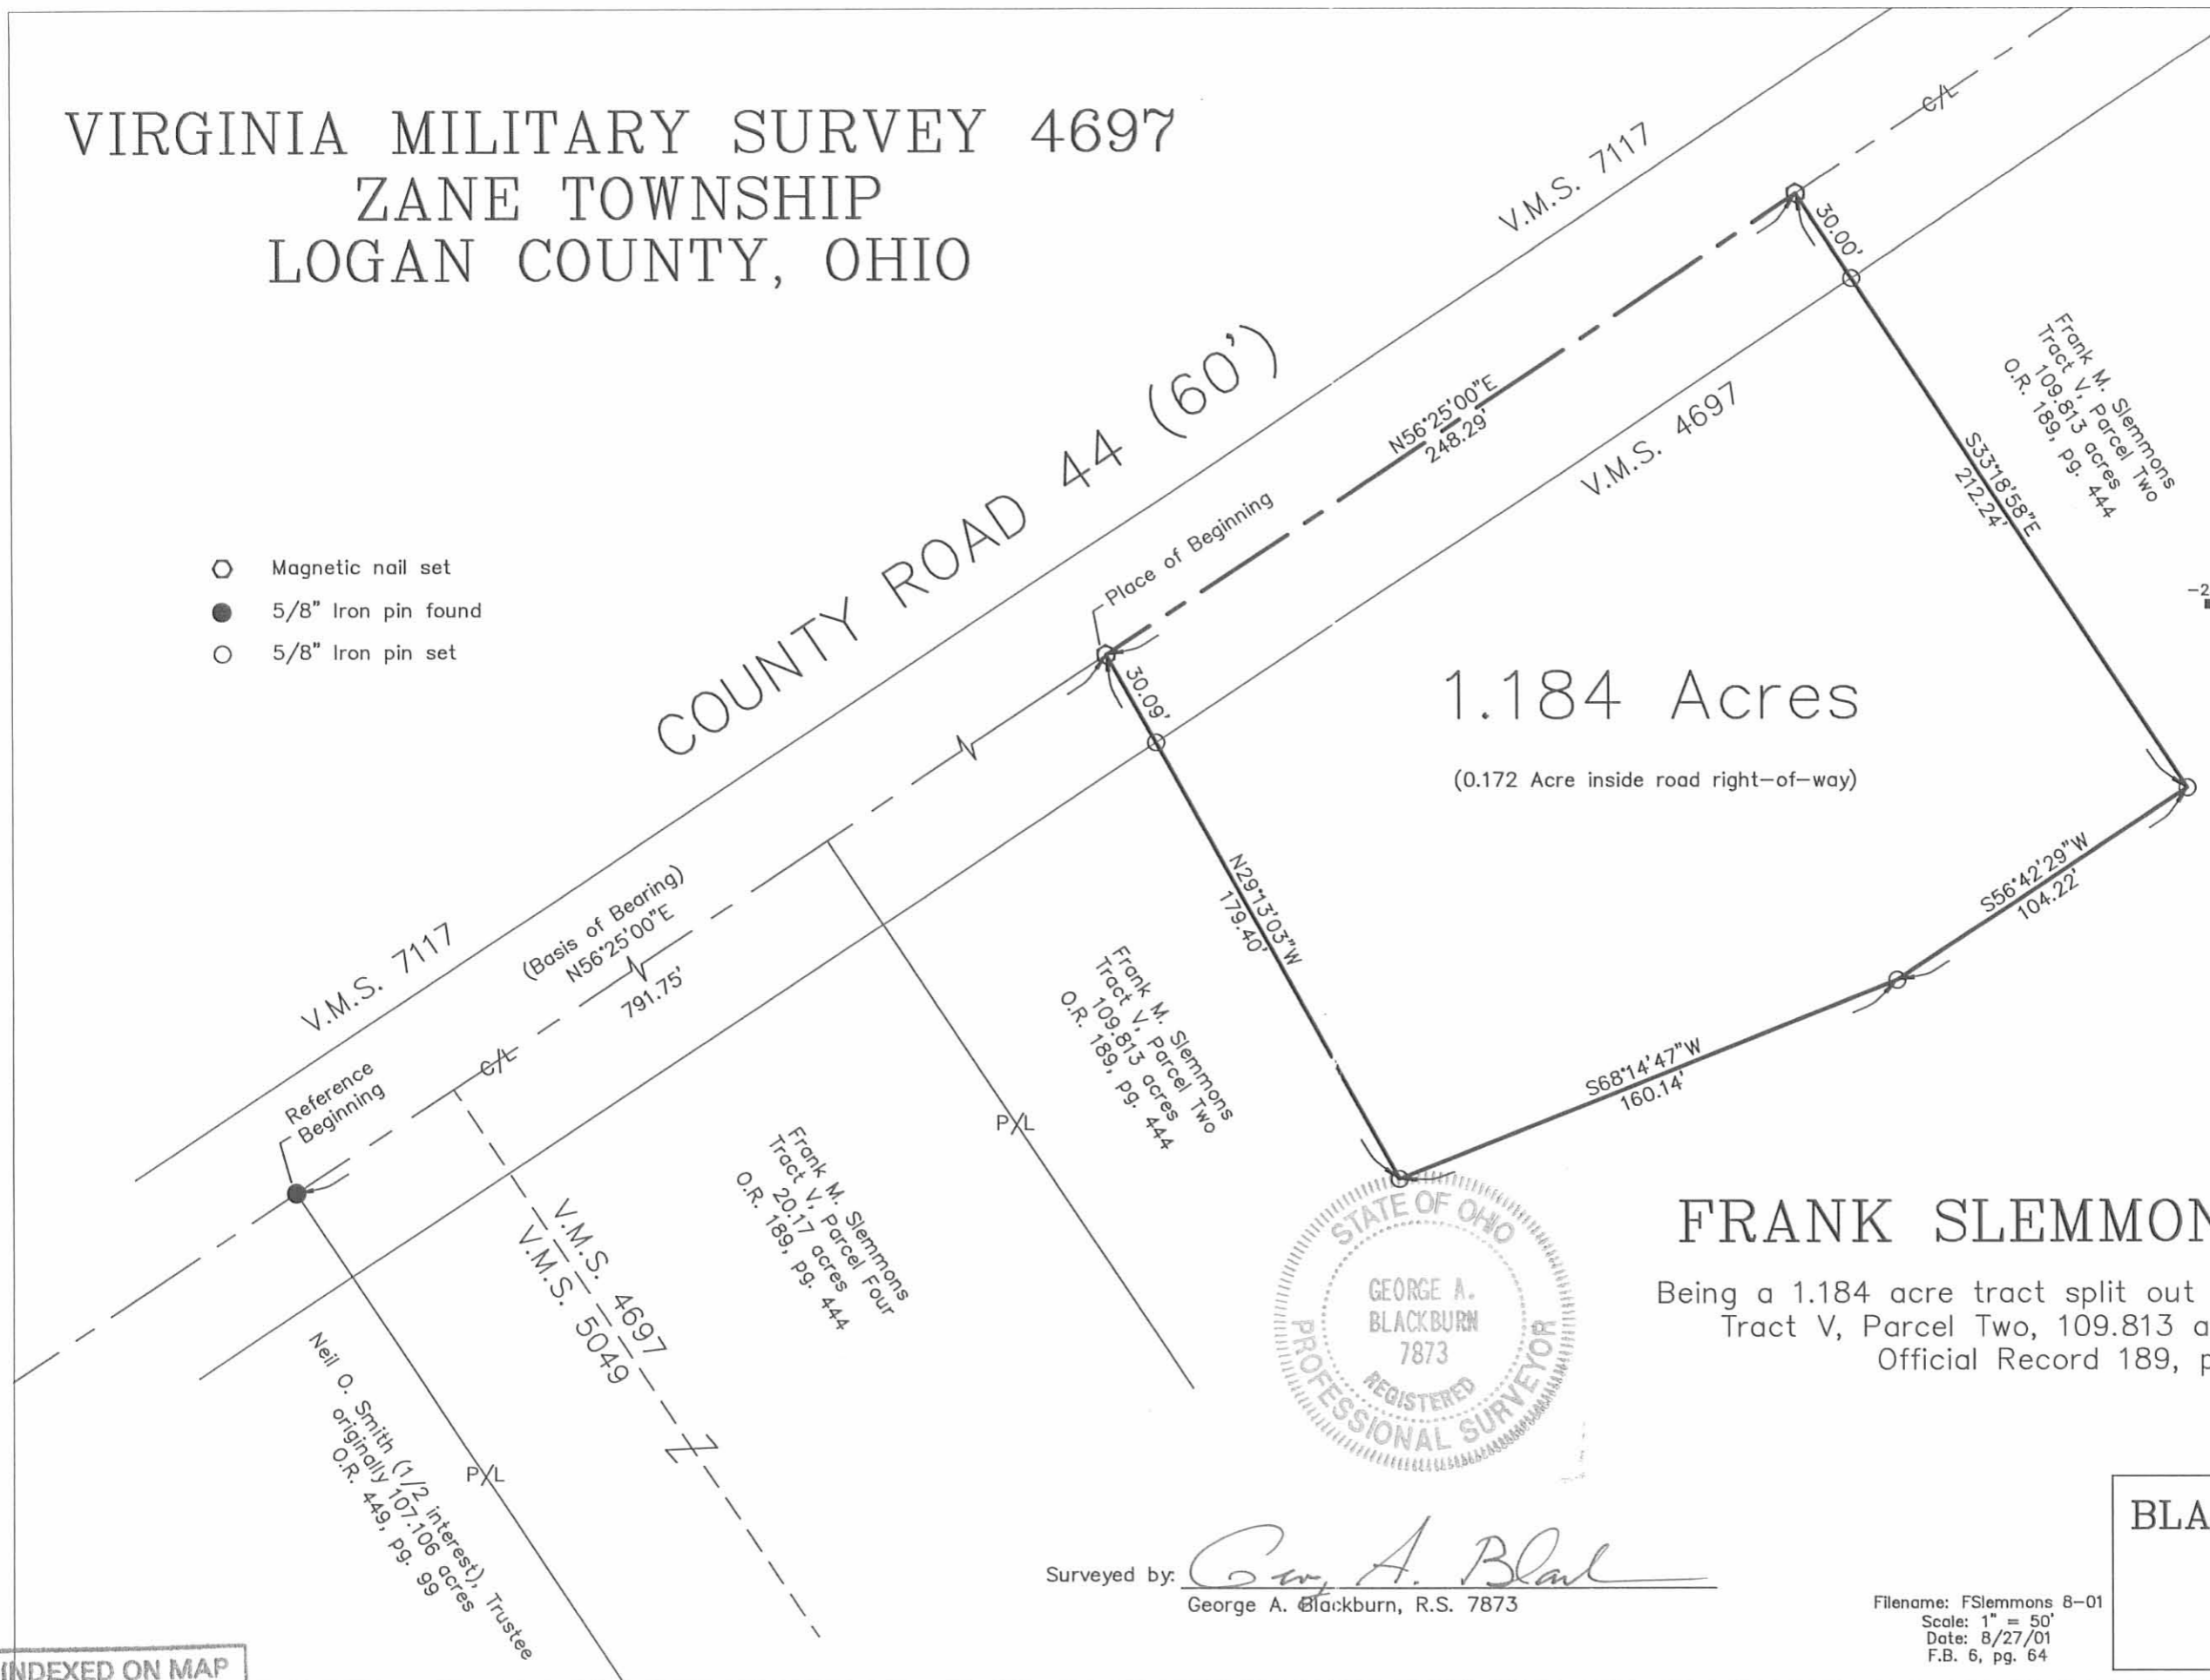 VIRGINIA MILITARY SURVEY 4697
ZANE TOWNSHIP
LOGAN COUNTY, OHIO
Magnetic nail set
5/8" Iron pin found
5/8" Iron pin set
COUNTY ROAD 44 (60')
V.M.S. 7117
C/L
30.00'
N56°25'00"E
248.29'
V.M.S. 4697
Frank M. Slemmons
Tract V, Parcel Two
109.813 acres
O.R. 189, pg. 444
S33°18'58"E
212.24'
-2
Place of Beginning
30.09'
1.184 Acres
(0.172 Acre inside road right-of-way)
N29°13'03"W
179.40'
S56°42'29"W
104.22'
S68°14'47"W
160.14'
V.M.S. 7117
(Basis of Bearing)
N56°25'00"E
791.75'
C/L
Reference
Beginning
Frank M. Slemmons
Tract V, Parcel Two
109.813 acres
O.R. 189, pg. 444
P/L
Frank M. Slemmons
Tract V, Parcel Four
20.17 acres
O.R. 189, pg. 444
V.M.S. 4697
V.M.S. 5049
Neil O. Smith (1/2 interest), Trustee
originally 107.106 acres
O.R. 449, pg. 99
P/L
STATE OF OHIO
GEORGE A.
BLACKBURN
7873
REGISTERED
PROFESSIONAL SURVEYOR
FRANK SLEMMON
Being a 1.184 acre tract split out
Tract V, Parcel Two, 109.813 a
Official Record 189, p
Surveyed by: Geo A. Blackburn
George A. Blackburn, R.S. 7873
BLA
Filename: FSlemmons 8-01
Scale: 1" = 50'
Date: 8/27/01
F.B. 6, pg. 64
INDEXED ON MAP